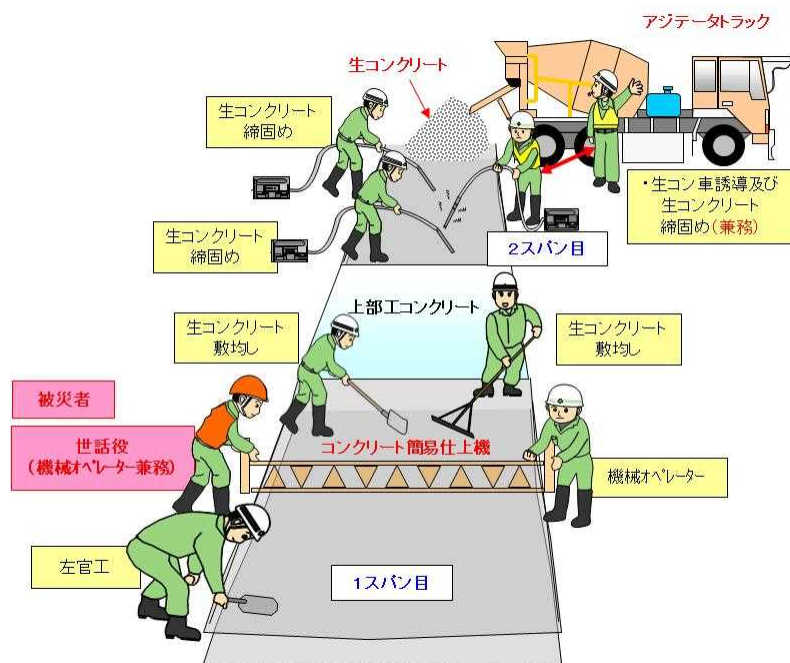 アジテータトラック
生コンクリート
生コンクリート
締固め
・生コン車誘導及び
生コンクリート
締固め(兼務)
生コンクリート
締固め
2スパン目
上部工コンクリート
生コンクリート
敷均し
生コンクリート
敷均し
被災者
世話役
(機械オペレーター兼務)
コンクリート簡易仕上機
機械オペレーター
左官工
1スパン目